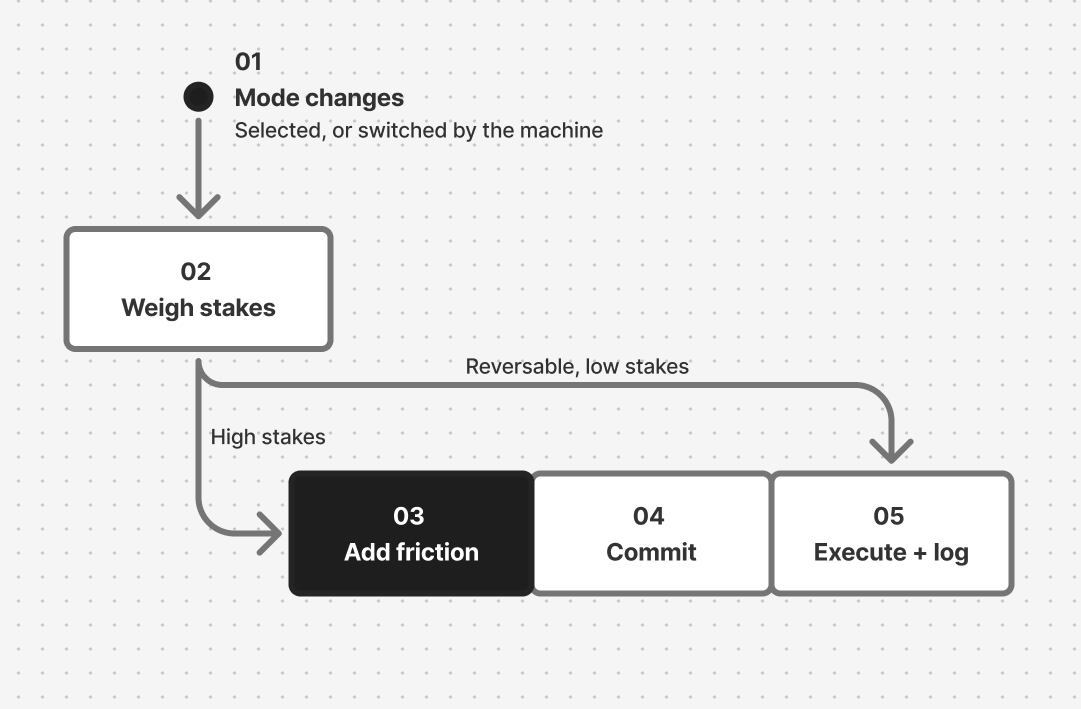 01
Mode changes
Selected, or switched by the machine
02
Weigh stakes
Reversable, low stakes
High stakes
03
Add friction
04
Commit
05
Execute + log